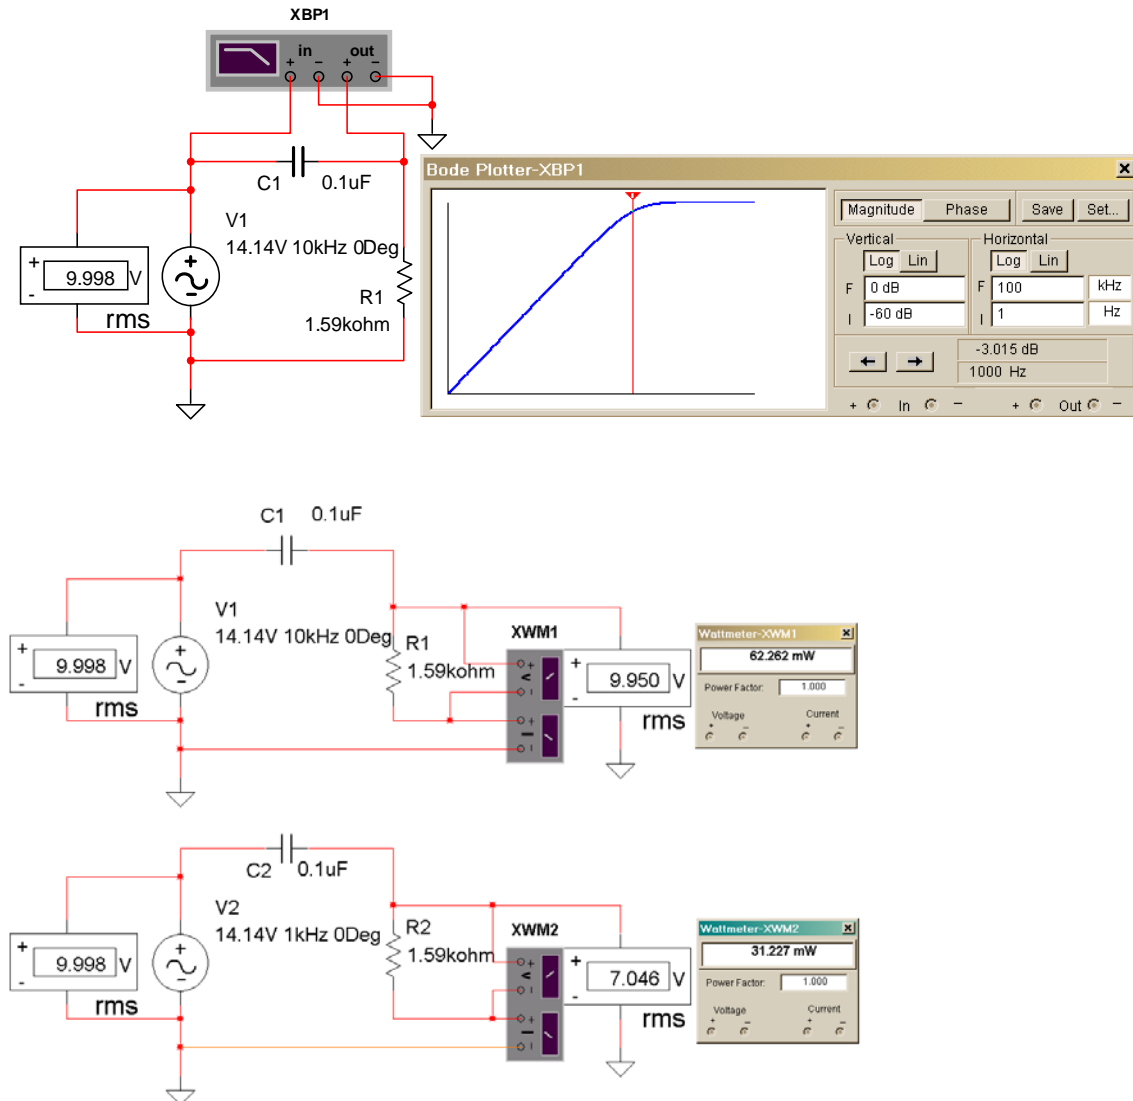 XBP1
in out
+ − + −
C1 0.1uF
V1
14.14V 10kHz 0Deg
+
-
9.998 V
rms
+
R1
1.59kohm
Bode Plotter-XBP1
Magnitude Phase Save Set...
Vertical Horizontal
Log Lin Log Lin
F 0 dB F 100 kHz
I -60 dB I 1 Hz
-3.015 dB
1000 Hz
+ In − + Out −
C1 0.1uF
V1
14.14V 10kHz 0Deg
+
-
9.998 V
rms
R1
1.59kohm
XWM1
+
-
9.950 V
rms
Wattmeter-XWM1
62.262 mW
Power Factor: 1.000
Voltage Current
+ − + −
C2 0.1uF
V2
14.14V 1kHz 0Deg
+
-
9.998 V
rms
R2
1.59kohm
XWM2
+
-
7.046 V
rms
Wattmeter-XWM2
31.227 mW
Power Factor: 1.000
Voltage Current
+ − + −